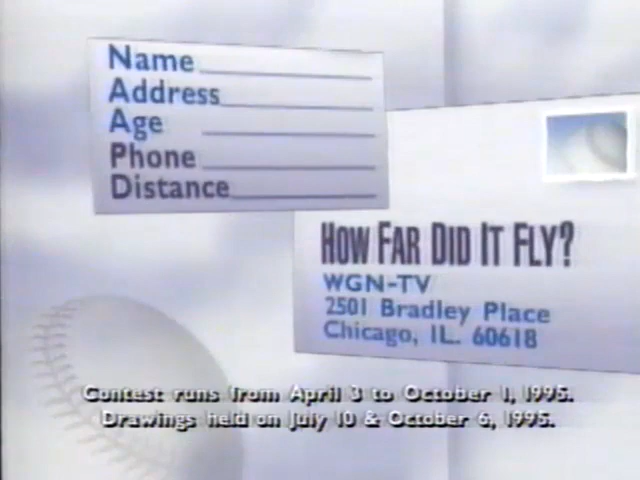 Name
Address
Age
Phone
Distance
HOW FAR DID IT FLY?
WGN-TV
2501 Bradley Place
Chicago, IL. 60618
Contest runs from April 3 to October 1, 1995.
Drawings held on July 10 & October 6, 1995.